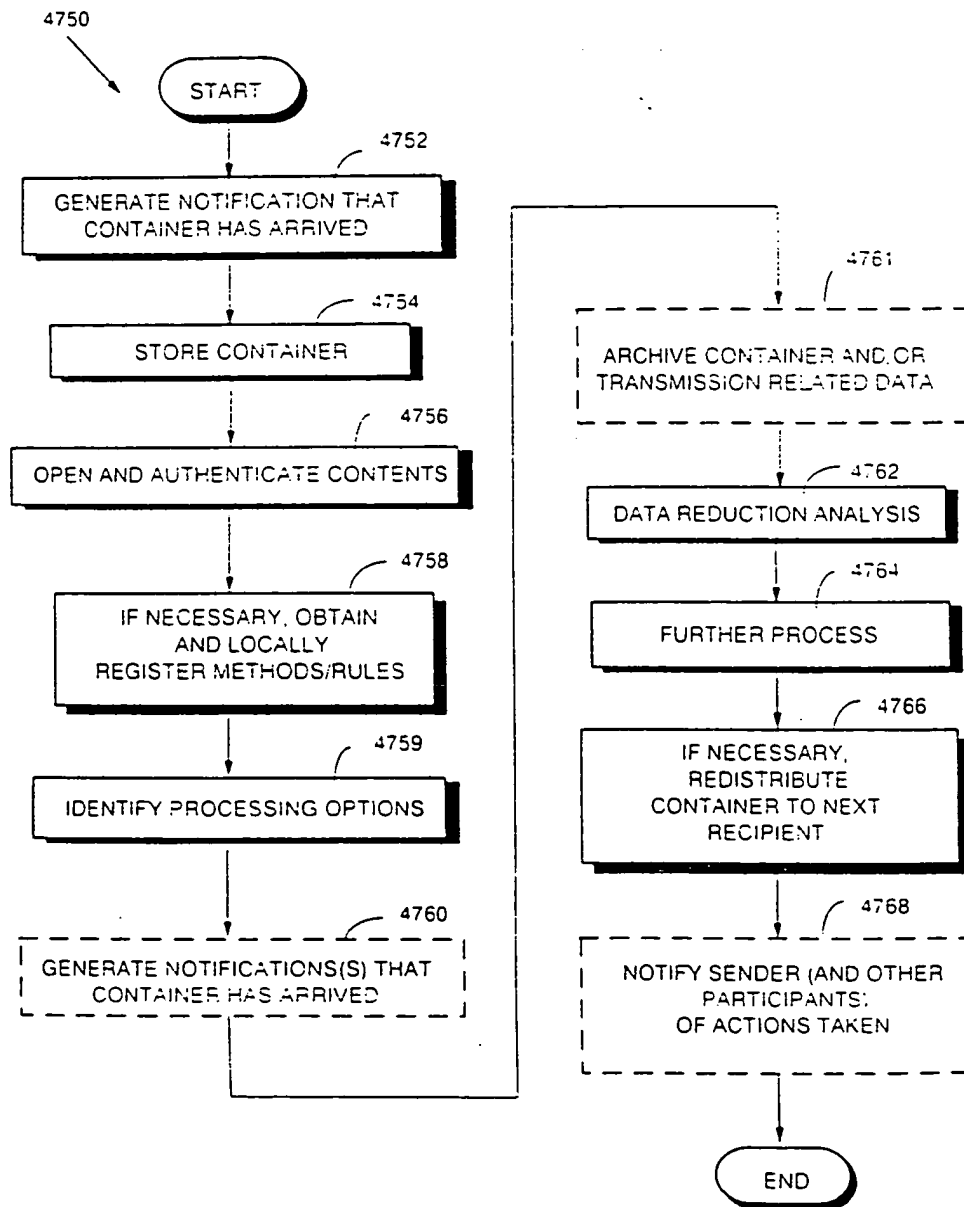 4750
START
4752
GENERATE NOTIFICATION THAT
CONTAINER HAS ARRIVED
4754
STORE CONTAINER
4756
OPEN AND AUTHENTICATE CONTENTS
4758
IF NECESSARY, OBTAIN
AND LOCALLY
REGISTER METHODS/RULES
4759
IDENTIFY PROCESSING OPTIONS
4760
GENERATE NOTIFICATIONS(S) THAT
CONTAINER HAS ARRIVED
4761
ARCHIVE CONTAINER AND/OR
TRANSMISSION RELATED DATA
4762
DATA REDUCTION ANALYSIS
4764
FURTHER PROCESS
4766
IF NECESSARY,
REDISTRIBUTE
CONTAINER TO NEXT
RECIPIENT
4768
NOTIFY SENDER (AND OTHER
PARTICIPANTS)
OF ACTIONS TAKEN
END